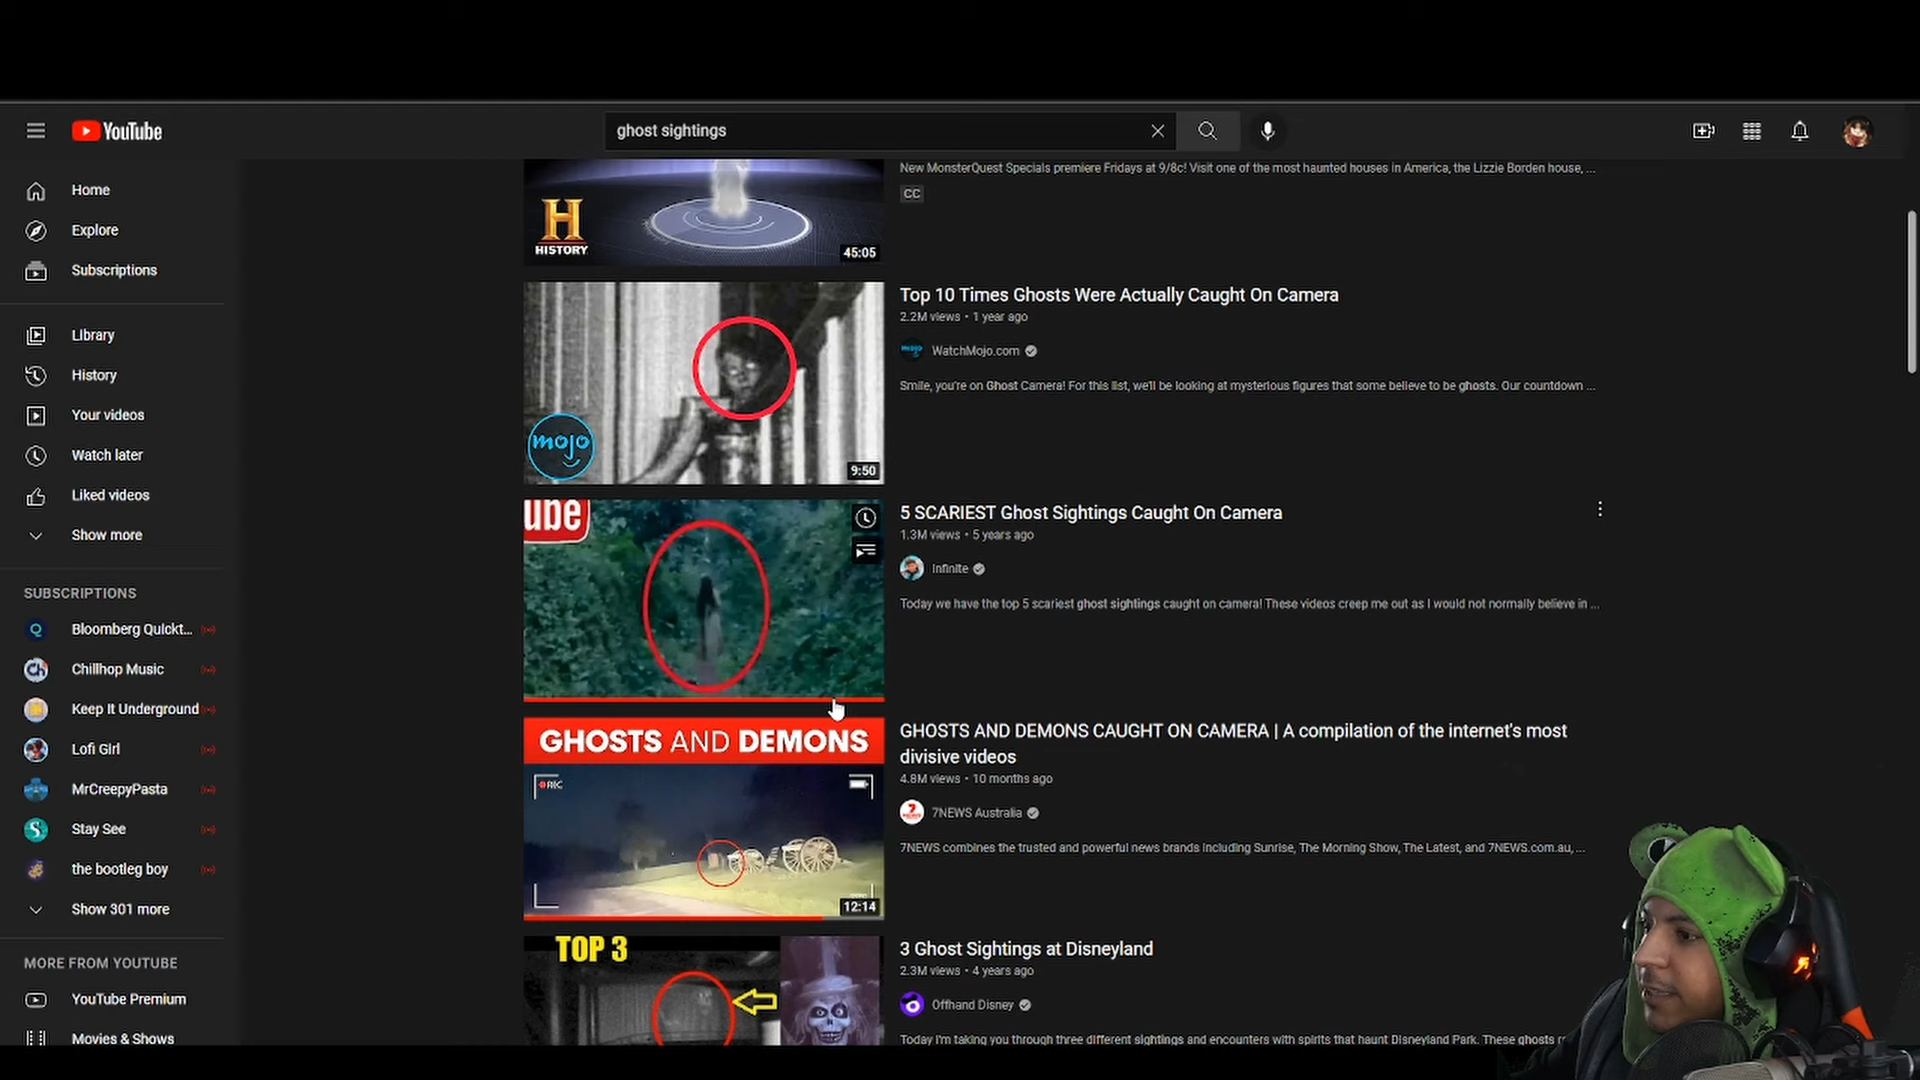 YouTube
ghost sightings
Home
Explore
Subscriptions
Library
History
Your videos
Watch later
Liked videos
Show more
SUBSCRIPTIONS
Bloomberg Quickt...
Chillhop Music
Keep It Underground
Lofi Girl
MrCreepyPasta
Stay See
the bootleg boy
Show 301 more
MORE FROM YOUTUBE
YouTube Premium
Movies & Shows
H
HISTORY
45:05
New MonsterQuest Specials premiere Fridays at 9/8c! Visit one of the most haunted houses in America, the Lizzie Borden house, ...
CC
mojo
9:50
Top 10 Times Ghosts Were Actually Caught On Camera
2.2M views • 1 year ago
mojo
WatchMojo.com
Smile, you're on Ghost Camera! For this list, we'll be looking at mysterious figures that some believe to be ghosts. Our countdown ...
ube
5 SCARIEST Ghost Sightings Caught On Camera
1.3M views • 5 years ago
Infinite
Today we have the top 5 scariest ghost sightings caught on camera! These videos creep me out as I would not normally believe in ...
GHOSTS AND DEMONS
REC
12:14
GHOSTS AND DEMONS CAUGHT ON CAMERA | A compilation of the internet's most
divisive videos
4.8M views • 10 months ago
7
7NEWS Australia
7NEWS combines the trusted and powerful news brands including Sunrise, The Morning Show, The Latest, and 7NEWS.com.au, ...
TOP 3
3 Ghost Sightings at Disneyland
2.3M views • 4 years ago
Offhand Disney
Today I'm taking you through three different sightings and encounters with spirits that haunt Disneyland Park. These ghosts